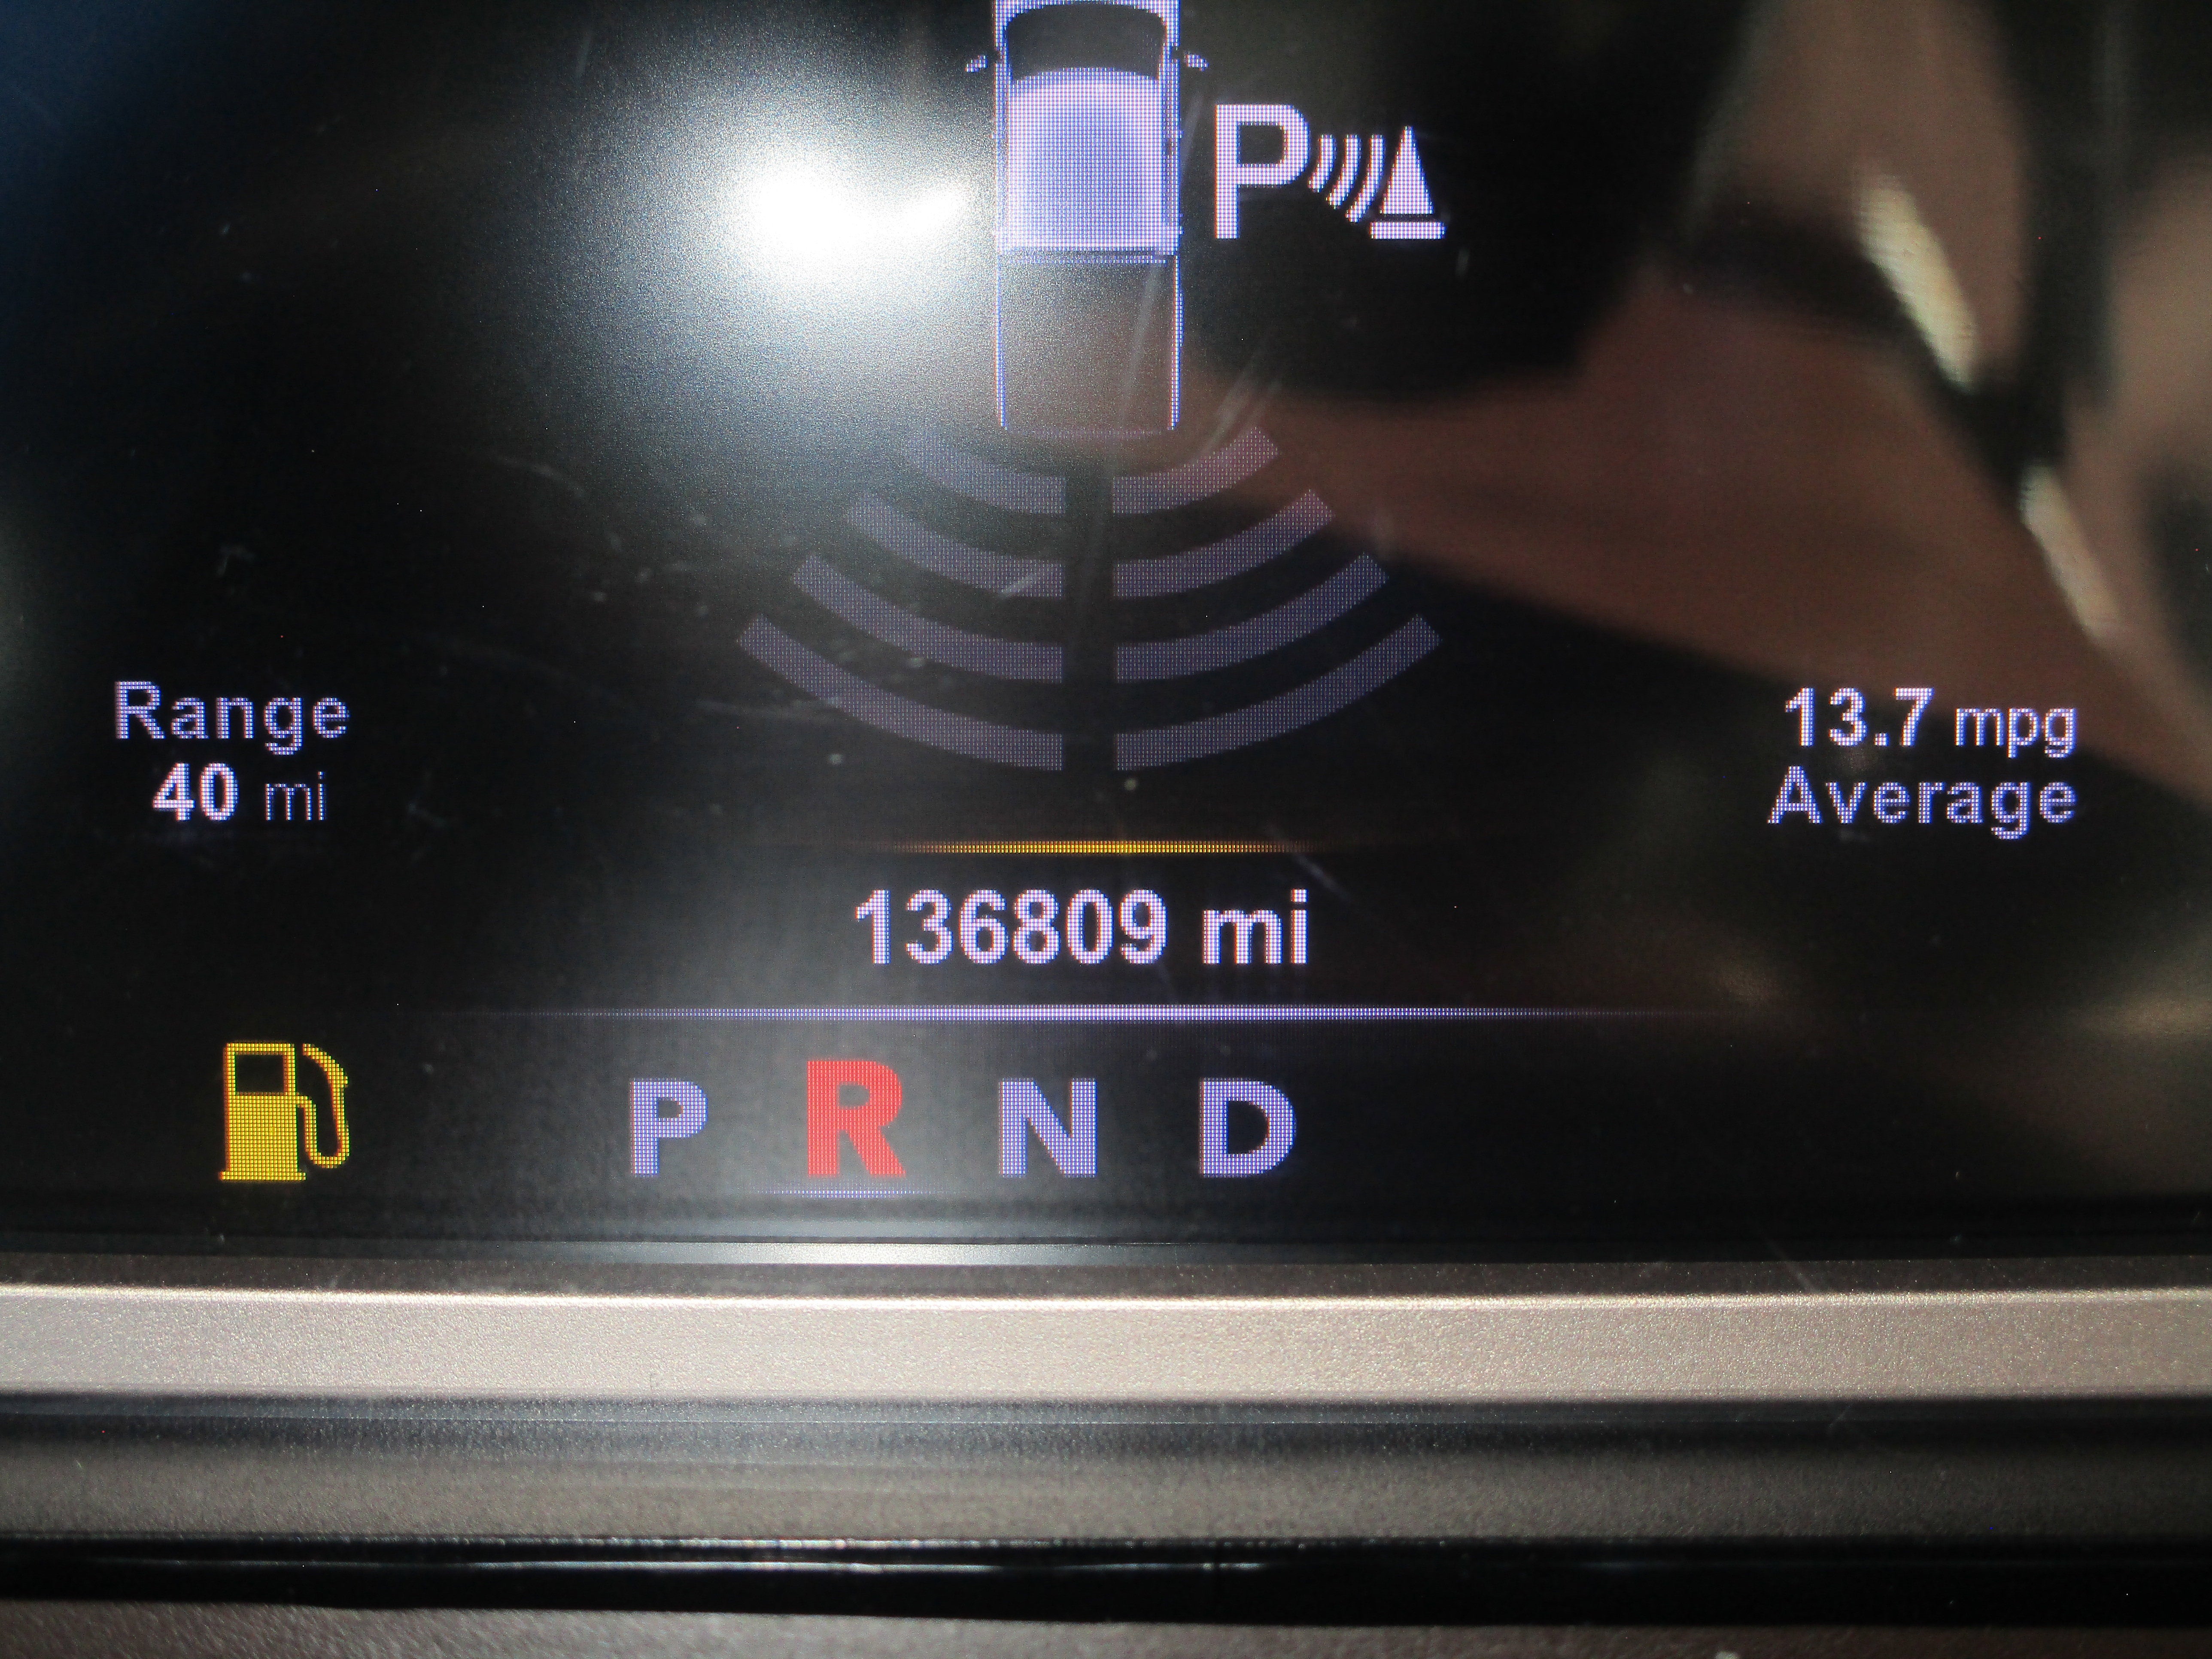 P
Range
40 mi
13.7 mpg
Average
136809 mi
P R N D